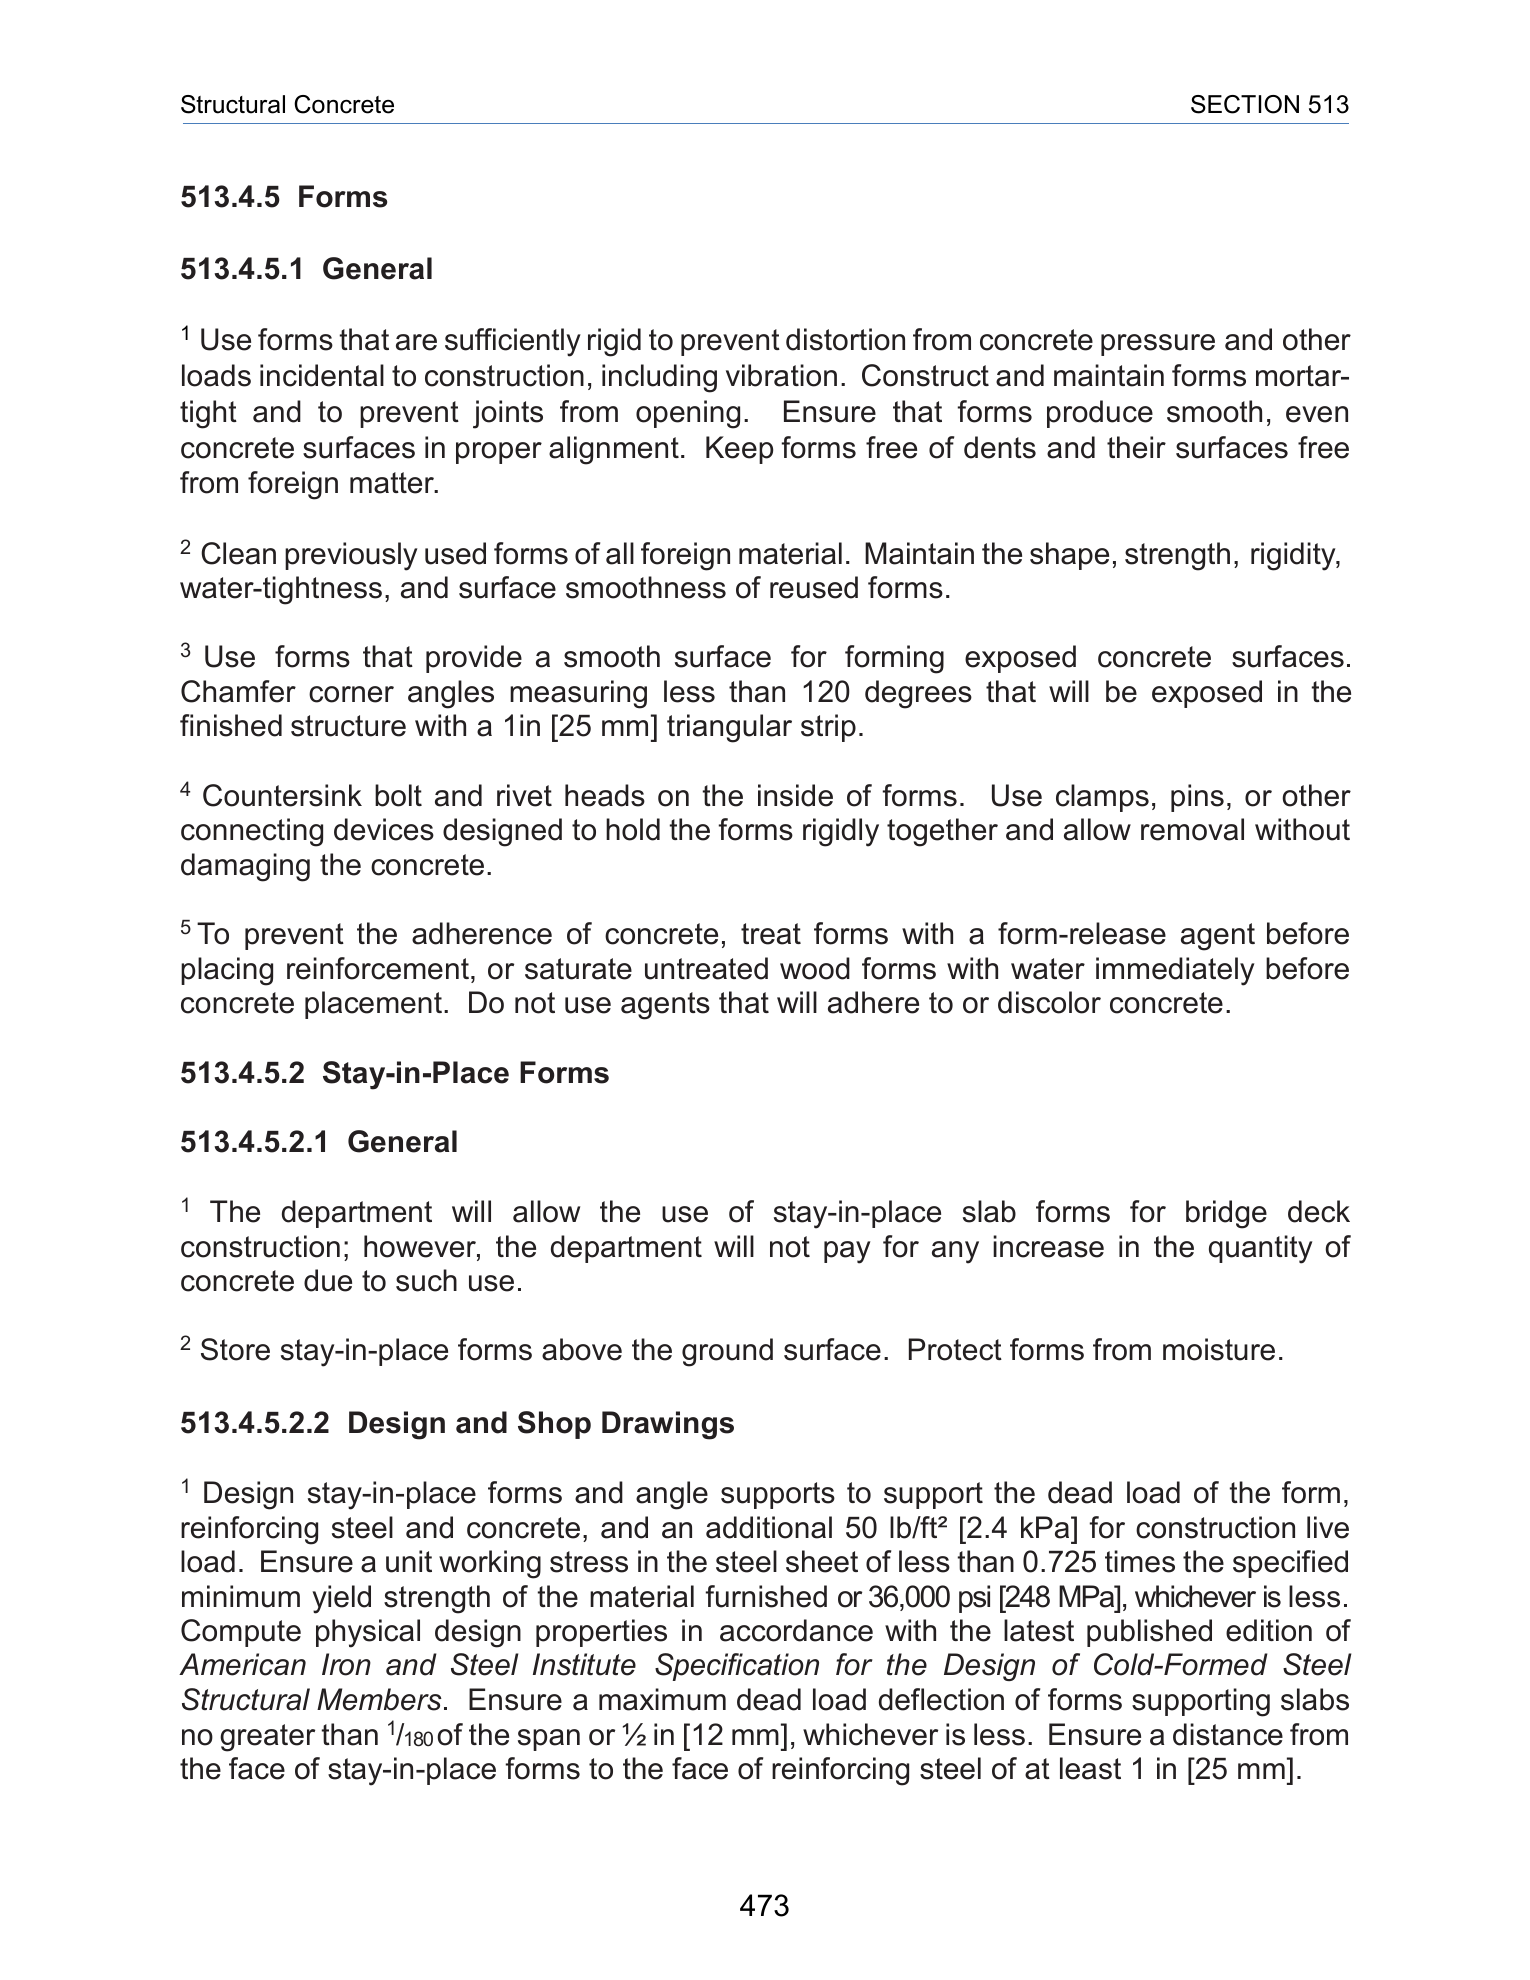 Structural Concrete SECTION 513
513.4.5 Forms
513.4.5.1 General
1 Use forms that are sufficiently rigid to prevent distortion from concrete pressure and other
loads incidental to construction, including vibration. Construct and maintain forms mortar-
tight and to prevent joints from opening. Ensure that forms produce smooth, even
concrete surfaces in proper alignment. Keep forms free of dents and their surfaces free
from foreign matter.
2 Clean previously used forms of all foreign material. Maintain the shape, strength, rigidity,
water-tightness, and surface smoothness of reused forms.
3 Use forms that provide a smooth surface for forming exposed concrete surfaces.
Chamfer corner angles measuring less than 120 degrees that will be exposed in the
finished structure with a 1in [25 mm] triangular strip.
4 Countersink bolt and rivet heads on the inside of forms. Use clamps, pins, or other
connecting devices designed to hold the forms rigidly together and allow removal without
damaging the concrete.
5 To prevent the adherence of concrete, treat forms with a form-release agent before
placing reinforcement, or saturate untreated wood forms with water immediately before
concrete placement. Do not use agents that will adhere to or discolor concrete.
513.4.5.2 Stay-in-Place Forms
513.4.5.2.1 General
1 The department will allow the use of stay-in-place slab forms for bridge deck
construction; however, the department will not pay for any increase in the quantity of
concrete due to such use.
2 Store stay-in-place forms above the ground surface. Protect forms from moisture.
513.4.5.2.2 Design and Shop Drawings
1 Design stay-in-place forms and angle supports to support the dead load of the form,
reinforcing steel and concrete, and an additional 50 lb/ft² [2.4 kPa] for construction live
load. Ensure a unit working stress in the steel sheet of less than 0.725 times the specified
minimum yield strength of the material furnished or 36,000 psi [248 MPa], whichever is less.
Compute physical design properties in accordance with the latest published edition of
American Iron and Steel Institute Specification for the Design of Cold-Formed Steel
Structural Members. Ensure a maximum dead load deflection of forms supporting slabs
no greater than 1/180 of the span or ½ in [12 mm], whichever is less. Ensure a distance from
the face of stay-in-place forms to the face of reinforcing steel of at least 1 in [25 mm].
473